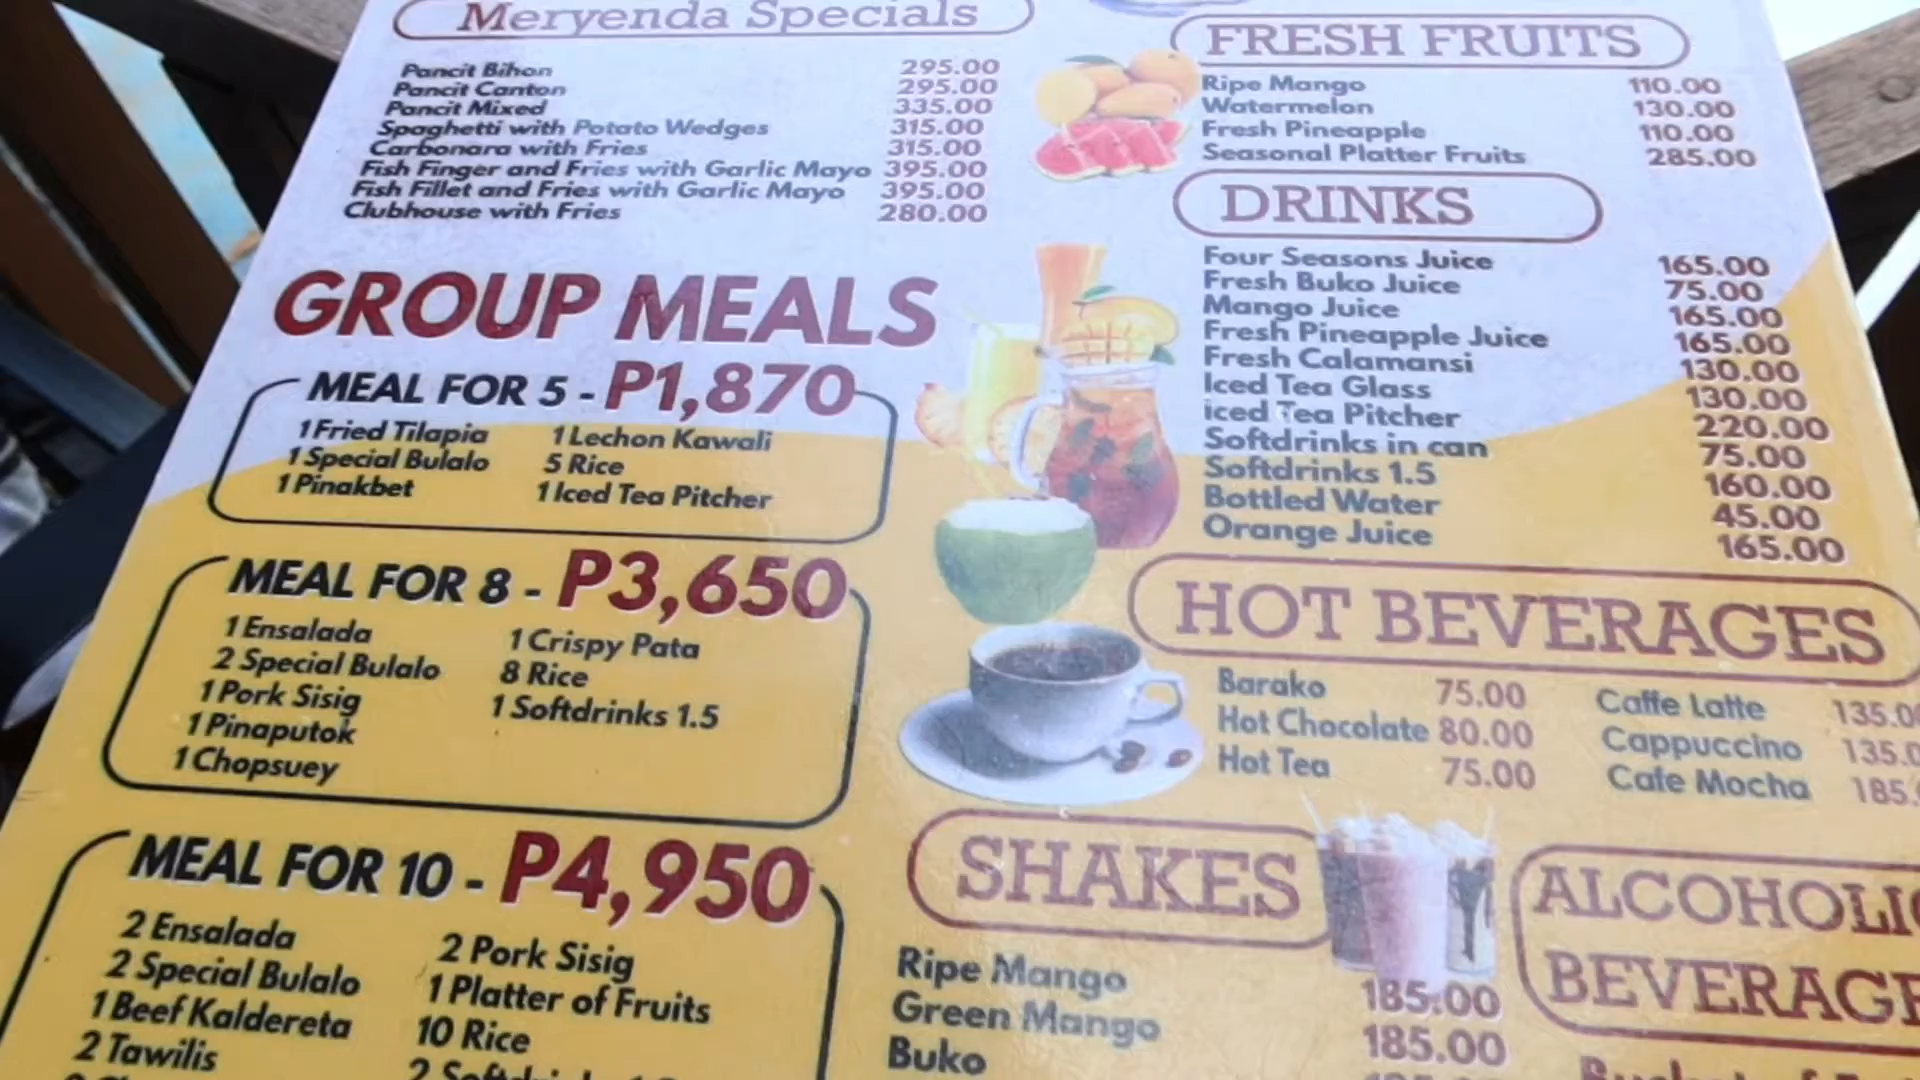 Meryenda Specials
Pancit Bihon 295.00
Pancit Canton 295.00
Pancit Mixed 335.00
Spaghetti with Potato Wedges 315.00
Carbonara with Fries 315.00
Fish Finger and Fries with Garlic Mayo 395.00
Fish Fillet and Fries with Garlic Mayo 395.00
Clubhouse with Fries 280.00
GROUP MEALS
MEAL FOR 5 - P1,870
1 Fried Tilapia 1 Lechon Kawali
1 Special Bulalo 5 Rice
1 Pinakbet 1 Iced Tea Pitcher
MEAL FOR 8 - P3,650
1 Ensalada 1 Crispy Pata
2 Special Bulalo 8 Rice
1 Pork Sisig 1 Softdrinks 1.5
1 Pinaputok
1 Chopsuey
MEAL FOR 10 - P4,950
2 Ensalada 2 Pork Sisig
2 Special Bulalo 1 Platter of Fruits
1 Beef Kaldereta 10 Rice
2 Tawilis 2
FRESH FRUITS
Ripe Mango 110.00
Watermelon 130.00
Fresh Pineapple 110.00
Seasonal Platter Fruits 285.00
DRINKS
Four Seasons Juice 165.00
Fresh Buko Juice 75.00
Mango Juice 165.00
Fresh Pineapple Juice 165.00
Fresh Calamansi 130.00
Iced Tea Glass 130.00
iced Tea Pitcher 220.00
Softdrinks in can 75.00
Softdrinks 1.5 160.00
Bottled Water 45.00
Orange Juice 165.00
HOT BEVERAGES
Barako 75.00 Caffe Latte 135.0
Hot Chocolate 80.00 Cappuccino 135.0
Hot Tea 75.00 Cafe Mocha 185.
SHAKES
Ripe Mango 185.00
Green Mango 185.00
Buko
ALCOHOLIC
BEVERAGE